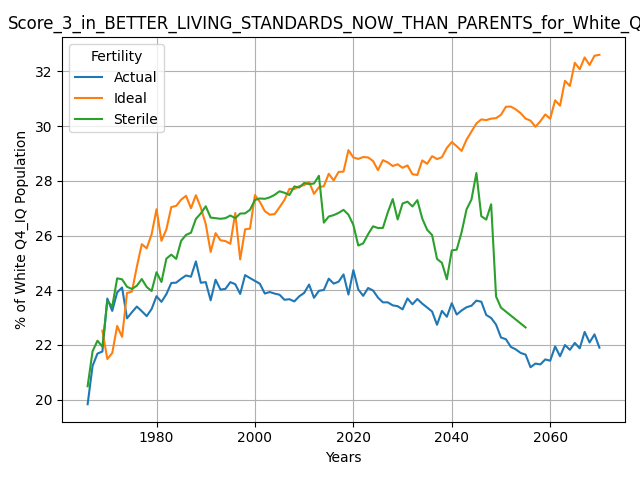 Score_3_in_BETTER_LIVING_STANDARDS_NOW_THAN_PARENTS_for_White_Q
Fertility
Actual
Ideal
Sterile
% of White Q4_IQ Population
32
30
28
26
24
22
20
1980 2000 2020 2040 2060
Years